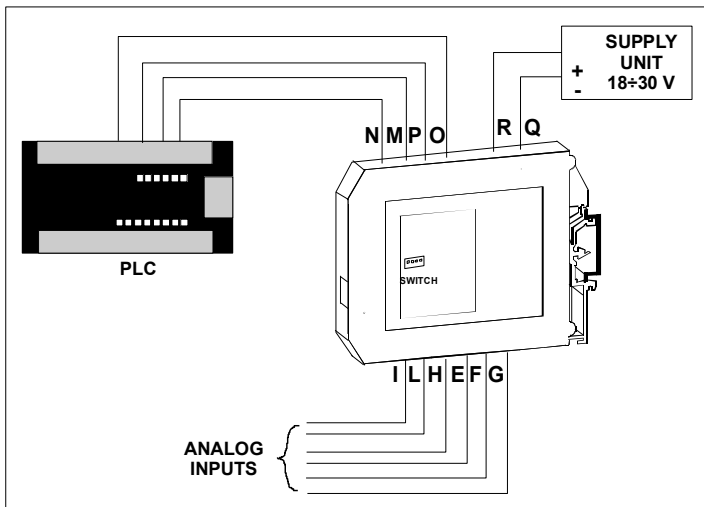 SUPPLY
UNIT
18÷30 V
+
-
N M P O
R Q
PLC
SWITCH
I L H E F G
ANALOG
INPUTS